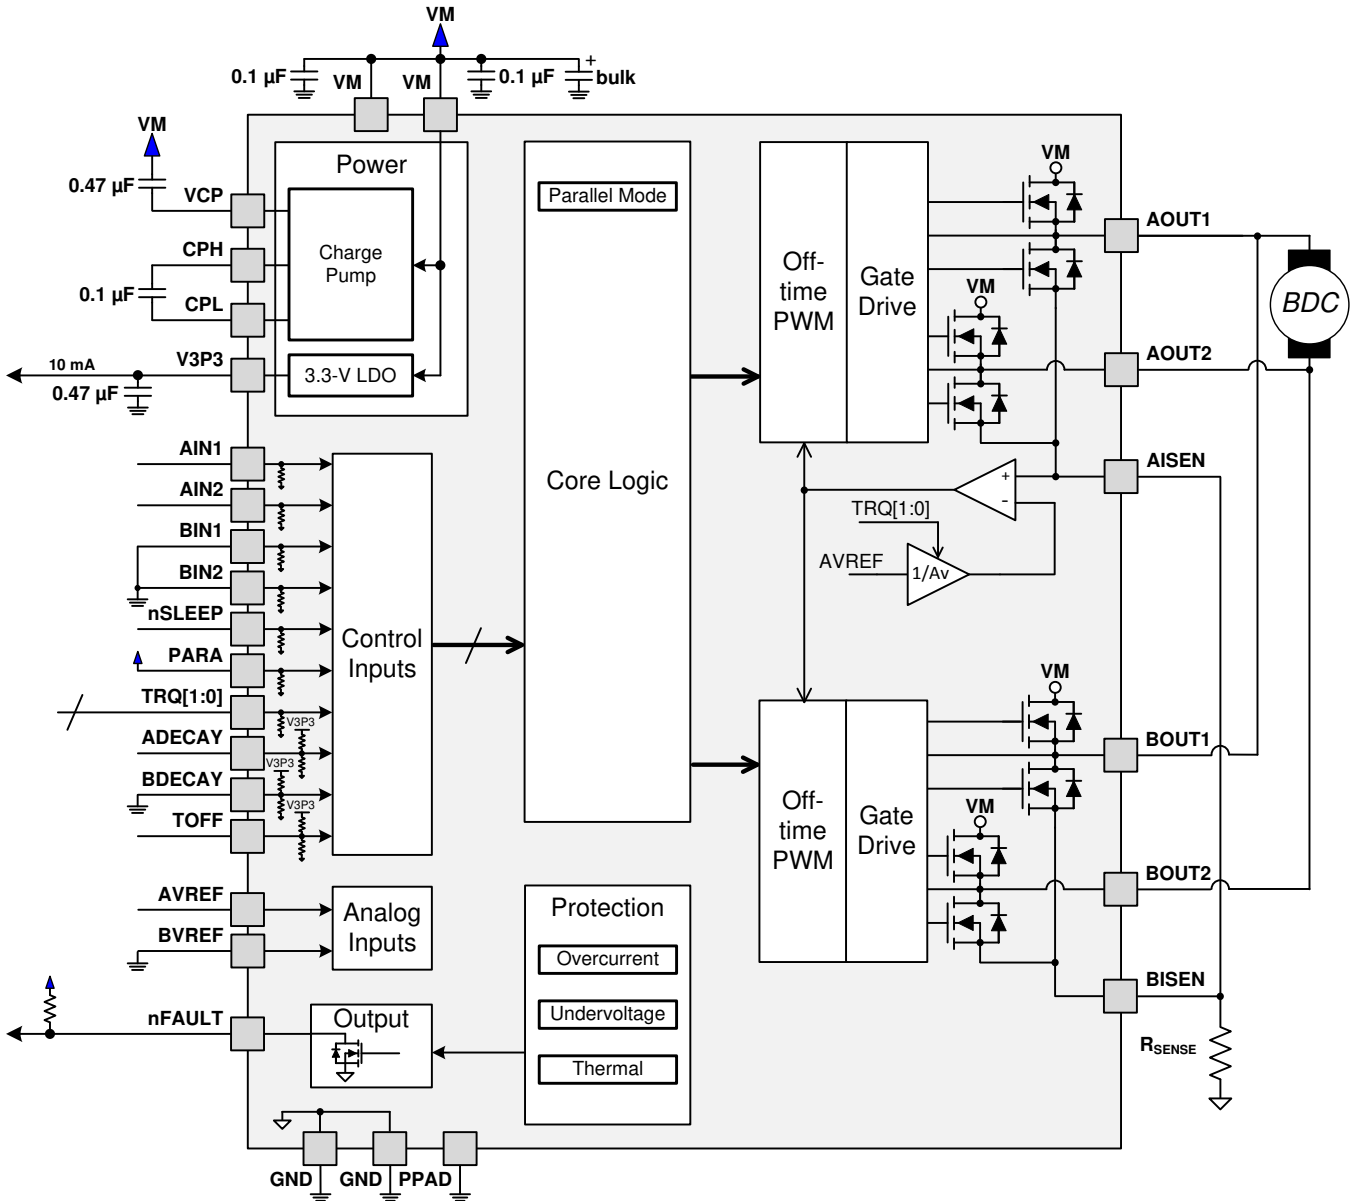 VM
0.1 µF
VM
VM
0.1 µF
+
bulk
VM
0.47 µF
VCP
CPH
0.1 µF
CPL
10 mA
V3P3
0.47 µF
Power
Charge
Pump
3.3-V LDO
AIN1
AIN2
BIN1
BIN2
nSLEEP
PARA
TRQ[1:0]
ADECAY
BDECAY
TOFF
V3P3
V3P3
V3P3
Control
Inputs
AVREF
BVREF
Analog
Inputs
nFAULT
Output
GND
GND
PPAD
Parallel Mode
Core Logic
Protection
Overcurrent
Undervoltage
Thermal
Off-
time
PWM
Gate
Drive
VM
VM
+
-
TRQ[1:0]
AVREF
1/Av
Off-
time
PWM
Gate
Drive
VM
VM
AOUT1
BDC
AOUT2
AISEN
BOUT1
BOUT2
BISEN
RSENSE